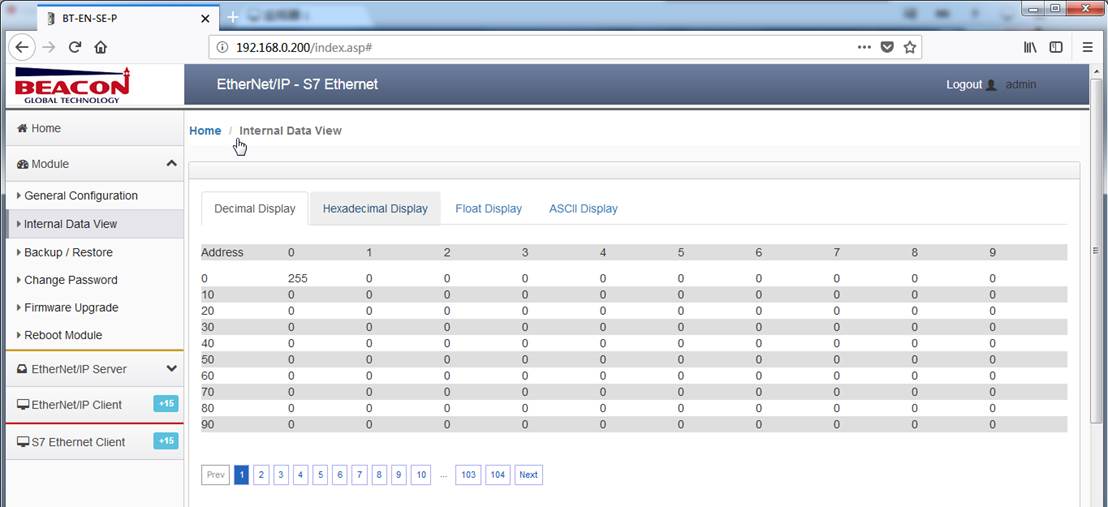 BT-EN-SE-P
192.168.0.200/index.asp#
BEACON
GLOBAL TECHNOLOGY
EtherNet/IP - S7 Ethernet
Logout admin
Home
Module
General Configuration
Internal Data View
Backup / Restore
Change Password
Firmware Upgrade
Reboot Module
EtherNet/IP Server
EtherNet/IP Client +15
S7 Ethernet Client +15
Home / Internal Data View
Decimal Display Hexadecimal Display Float Display ASCII Display
Address 0 1 2 3 4 5 6 7 8 9
0 255 0 0 0 0 0 0 0 0 0
10 0 0 0 0 0 0 0 0 0 0
20 0 0 0 0 0 0 0 0 0 0
30 0 0 0 0 0 0 0 0 0 0
40 0 0 0 0 0 0 0 0 0 0
50 0 0 0 0 0 0 0 0 0 0
60 0 0 0 0 0 0 0 0 0 0
70 0 0 0 0 0 0 0 0 0 0
80 0 0 0 0 0 0 0 0 0 0
90 0 0 0 0 0 0 0 0 0 0
Prev 1 2 3 4 5 6 7 8 9 10 ... 103 104 Next